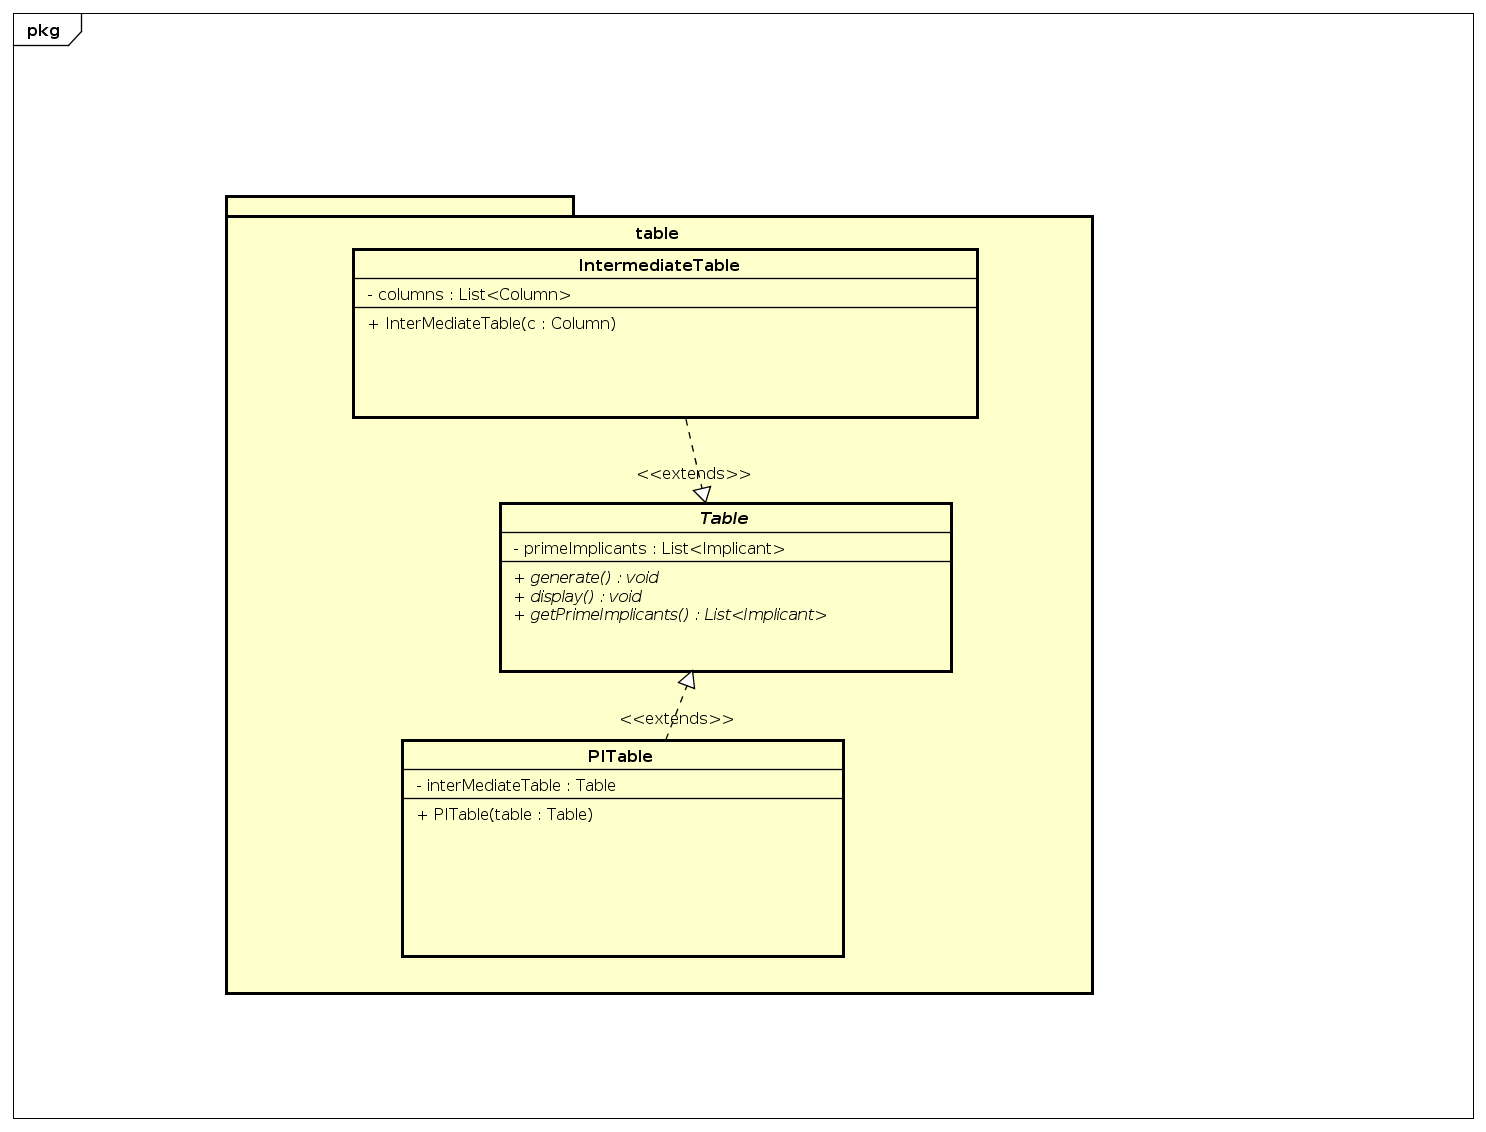 pkg
table
IntermediateTable
- columns : List<Column>
+ InterMediateTable(c : Column)
<<extends>>
Table
- primeImplicants : List<Implicant>
+ generate() : void
+ display() : void
+ getPrimeImplicants() : List<Implicant>
<<extends>>
PITable
- interMediateTable : Table
+ PITable(table : Table)